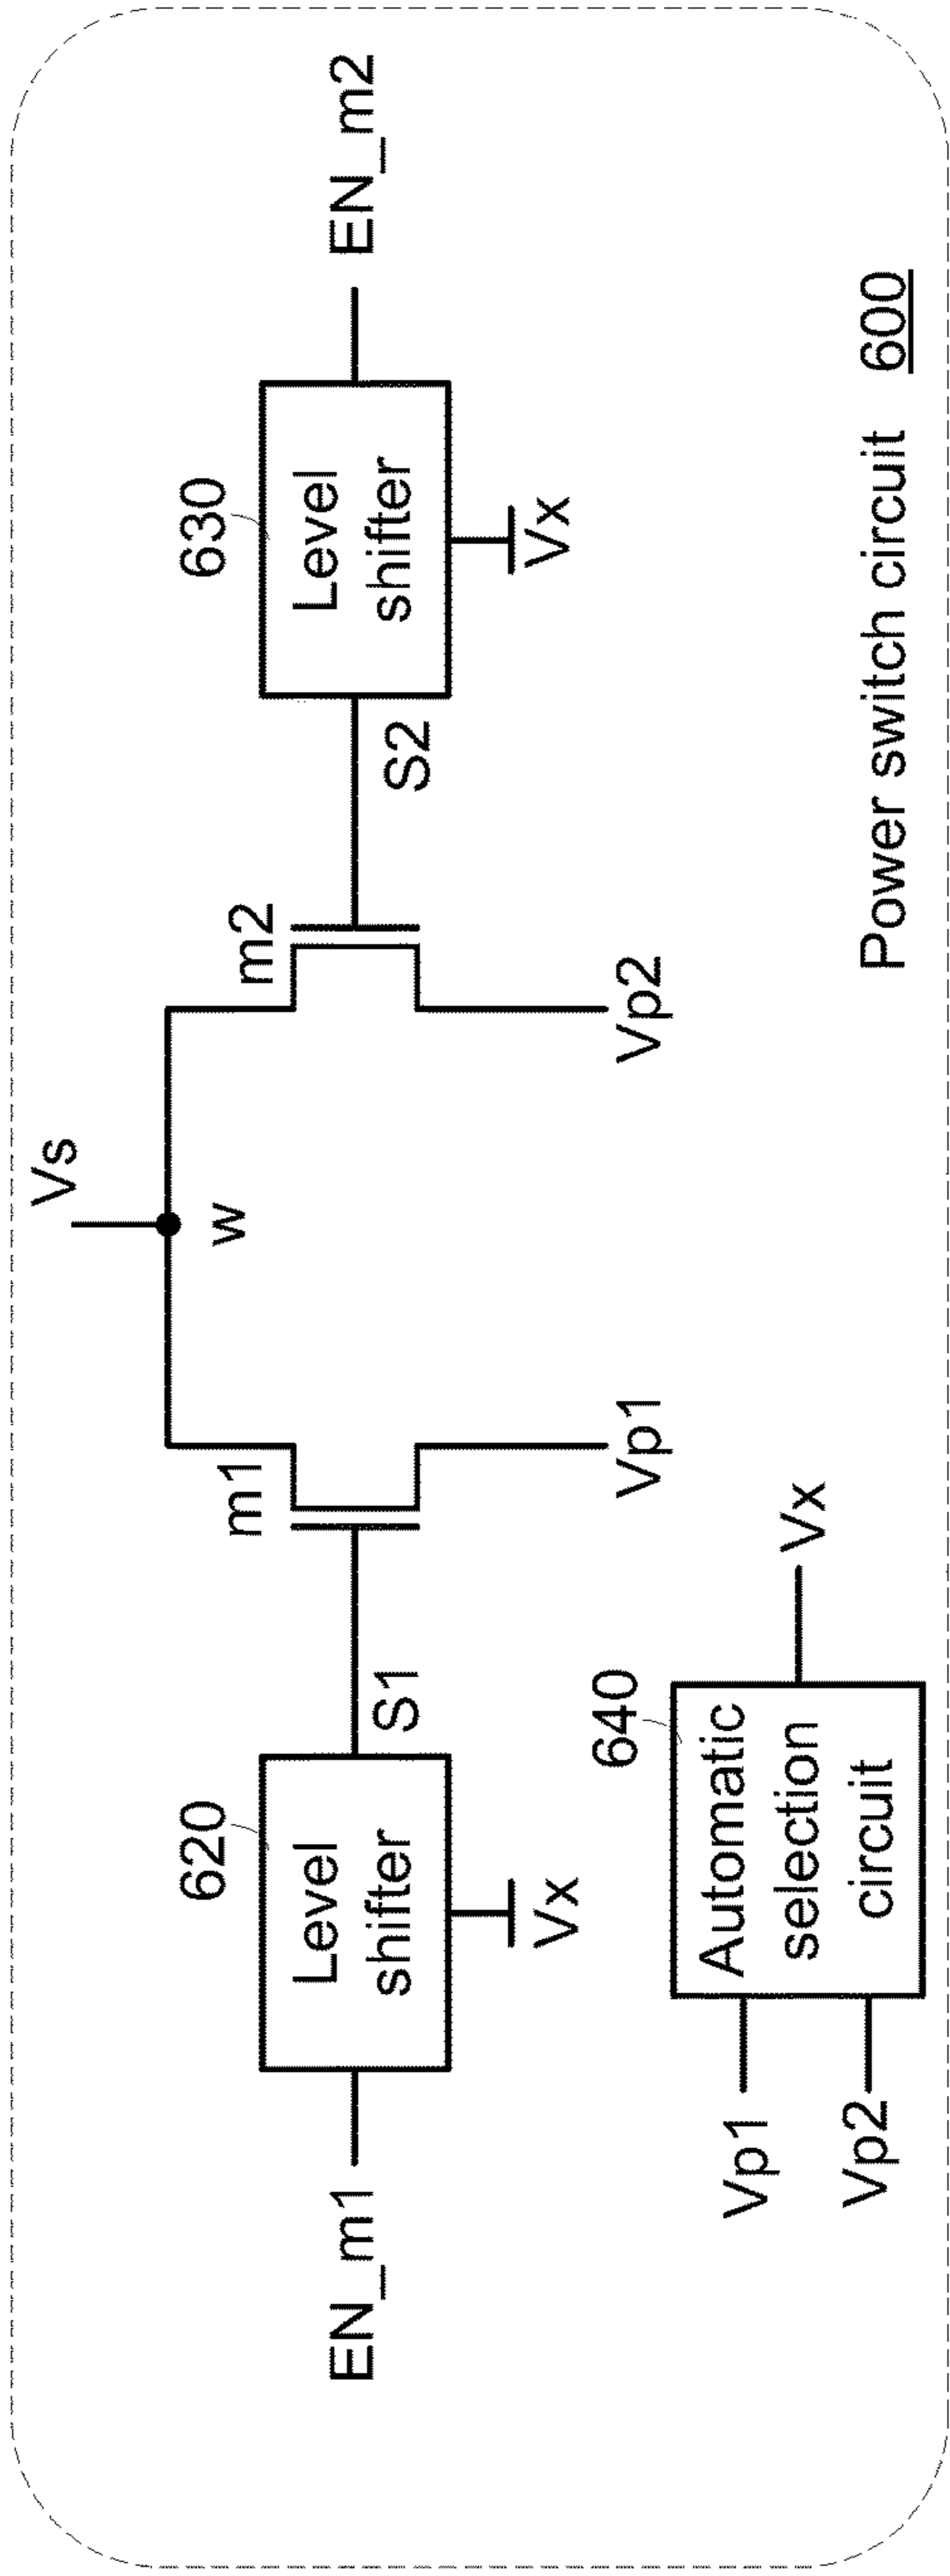 Vs
w
m1
m2
620
630
EN_m1
Level
shifter
S1
S2
Level
shifter
EN_m2
Vx
Vp1
Vp2
Vx
640
Vp1
Vp2
Automatic
selection
circuit
Vx
Power switch circuit 600